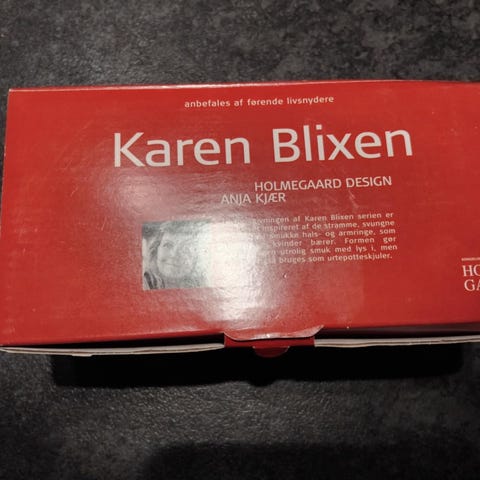 anbefales af førende livsnydere
Karen Blixen
HOLMEGAARD DESIGN
ANJA KJÆR
af Karen Blixen serien er
inspireret af de stramme, svungne
smukke hals- og armringe, som
kvinder bærer. Formen gør
utrolig smuk med lys i, men
bruges som urtepotteskjuler.
HO
GA